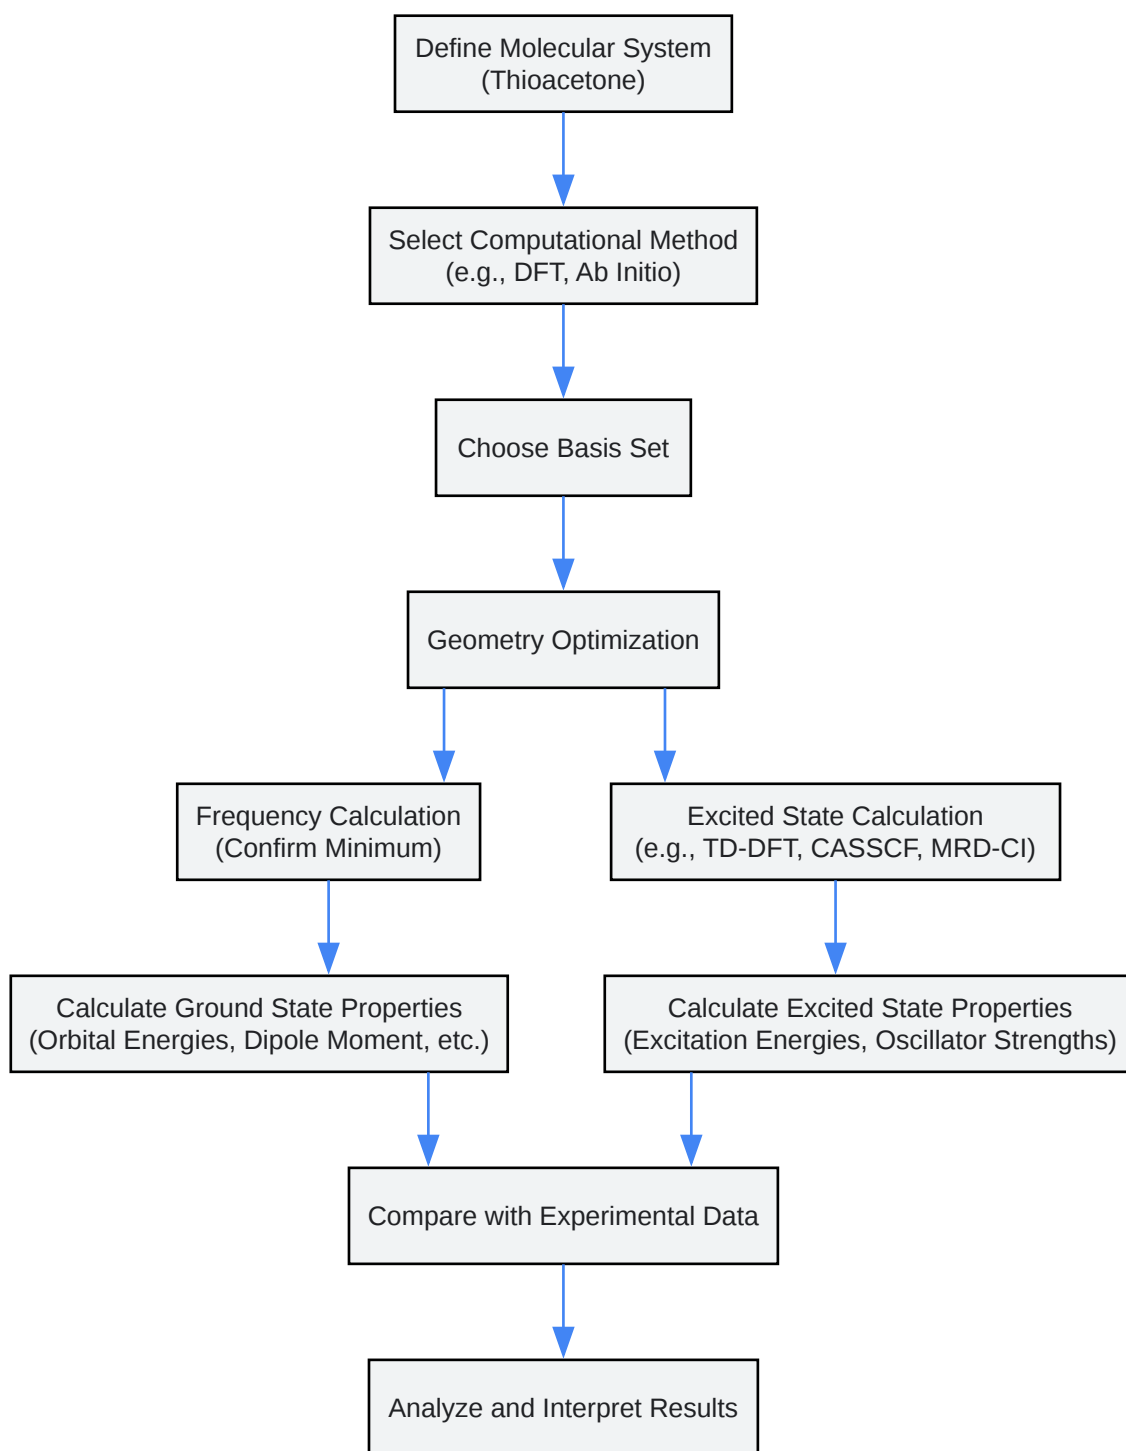 Define Molecular System
(Thioacetone)
Select Computational Method
(e.g., DFT, Ab Initio)
Choose Basis Set
Geometry Optimization
Frequency Calculation
(Confirm Minimum)
Excited State Calculation
(e.g., TD-DFT, CASSCF, MRD-CI)
Calculate Ground State Properties
(Orbital Energies, Dipole Moment, etc.)
Calculate Excited State Properties
(Excitation Energies, Oscillator Strengths)
Compare with Experimental Data
Analyze and Interpret Results